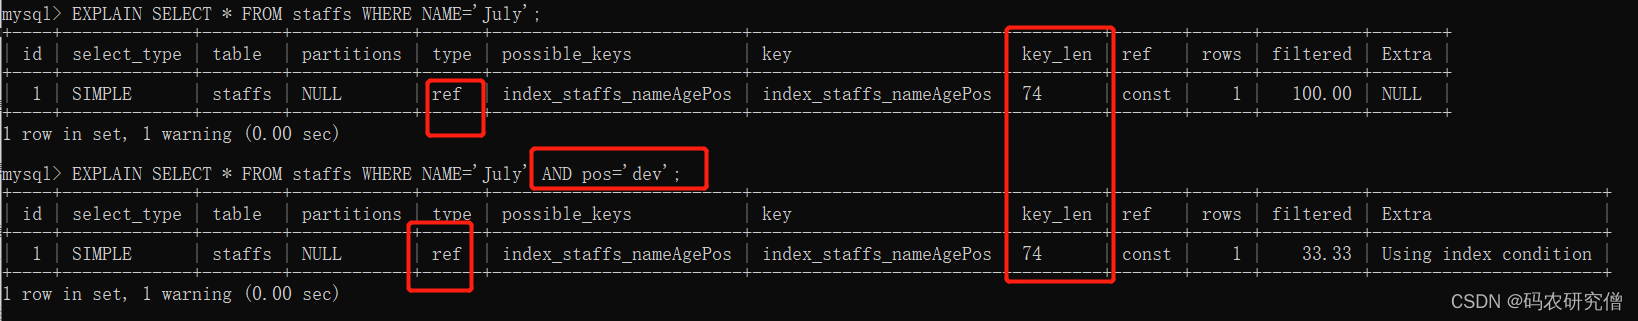 mysql> EXPLAIN SELECT * FROM staffs WHERE NAME='July';
+----+-------------+--------+------------+------+-----------------------+-----------------------+---------+-------+------+----------+-------+
| id | select_type | table | partitions | type | possible_keys | key | key_len | ref | rows | filtered | Extra |
+----+-------------+--------+------------+------+-----------------------+-----------------------+---------+-------+------+----------+-------+
| 1 | SIMPLE | staffs | NULL | ref | index_staffs_nameAgePos | index_staffs_nameAgePos | 74 | const | 1 | 100.00 | NULL |
+----+-------------+--------+------------+------+-----------------------+-----------------------+---------+-------+------+----------+-------+
1 row in set, 1 warning (0.00 sec)
mysql> EXPLAIN SELECT * FROM staffs WHERE NAME='July' AND pos='dev';
+----+-------------+--------+------------+------+-----------------------+-----------------------+---------+-------+------+----------+-----------------------+
| id | select_type | table | partitions | type | possible_keys | key | key_len | ref | rows | filtered | Extra |
+----+-------------+--------+------------+------+-----------------------+-----------------------+---------+-------+------+----------+-----------------------+
| 1 | SIMPLE | staffs | NULL | ref | index_staffs_nameAgePos | index_staffs_nameAgePos | 74 | const | 1 | 33.33 | Using index condition |
+----+-------------+--------+------------+------+-----------------------+-----------------------+---------+-------+------+----------+-----------------------+
1 row in set, 1 warning (0.00 sec)
CSDN @码农研究僧